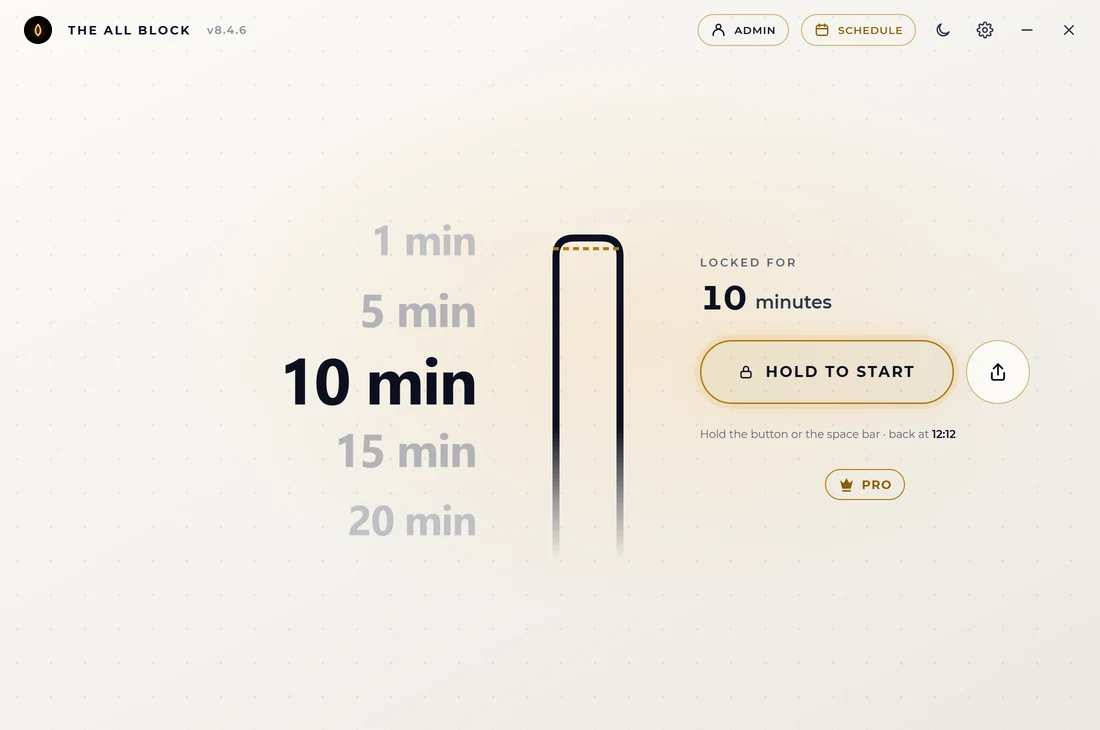 THE ALL BLOCK v8.4.6
ADMIN
SCHEDULE
1 min
5 min
10 min
15 min
20 min
LOCKED FOR
10 minutes
HOLD TO START
Hold the button or the space bar · back at 12:12
PRO